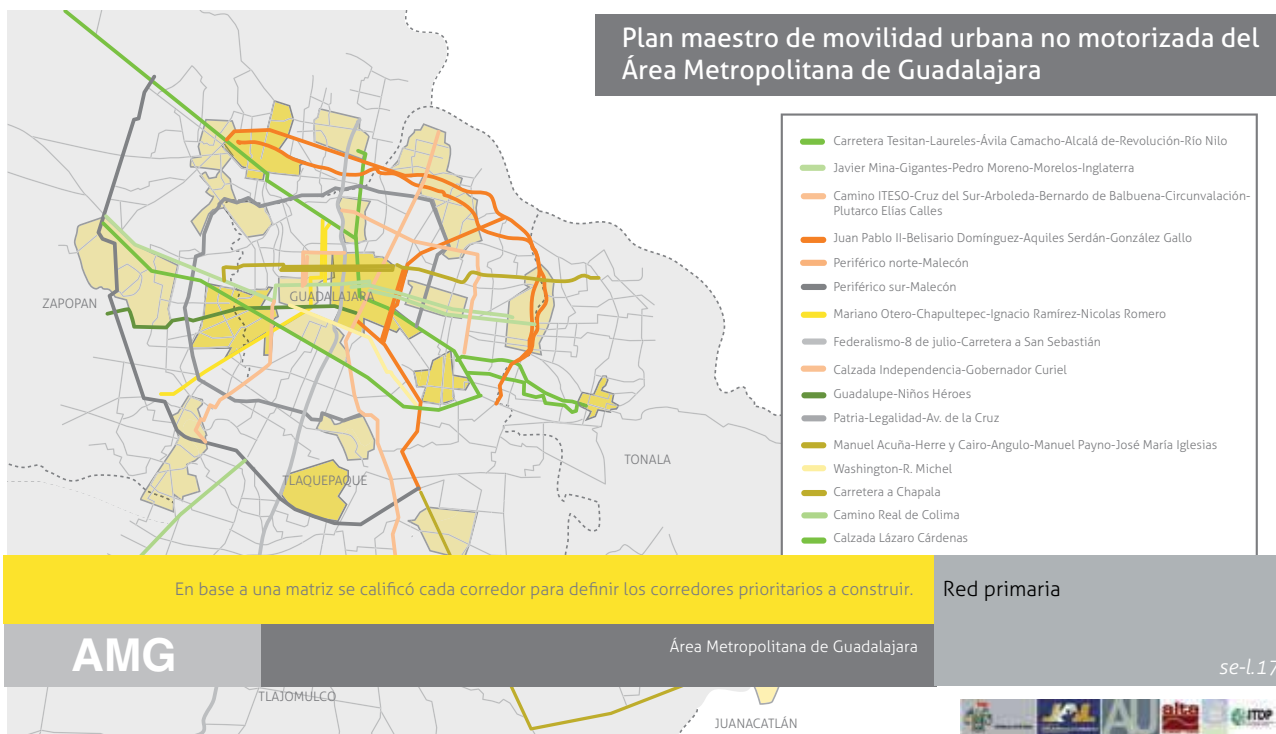 Plan maestro de movilidad urbana no motorizada del
Área Metropolitana de Guadalajara
Carretera Tesitan-Laureles-Ávila Camacho-Alcalá de-Revolución-Río Nilo
Javier Mina-Gigantes-Pedro Moreno-Morelos-Inglaterra
Camino ITESO-Cruz del Sur-Arboleda-Bernardo de Balbuena-Circunvalación-
Plutarco Elías Calles
Juan Pablo II-Belisario Domínguez-Aquiles Serdán-González Gallo
Periférico norte-Malecón
Periférico sur-Malecón
Mariano Otero-Chapultepec-Ignacio Ramírez-Nicolas Romero
Federalismo-8 de julio-Carretera a San Sebastián
Calzada Independencia-Gobernador Curiel
Guadalupe-Niños Héroes
Patria-Legalidad-Av. de la Cruz
Manuel Acuña-Herre y Cairo-Angulo-Manuel Payno-José María Iglesias
Washington-R. Michel
Carretera a Chapala
Camino Real de Colima
Calzada Lázaro Cárdenas
ZAPOPAN
GUADALAJARA
TONALA
TLAQUEPAQUE
En base a una matriz se calificó cada corredor para definir los corredores prioritarios a construir.
Red primaria
AMG
Área Metropolitana de Guadalajara
se-l.17
TLAJOMULCO
JUANACATLÁN
AU
alta
ITDP